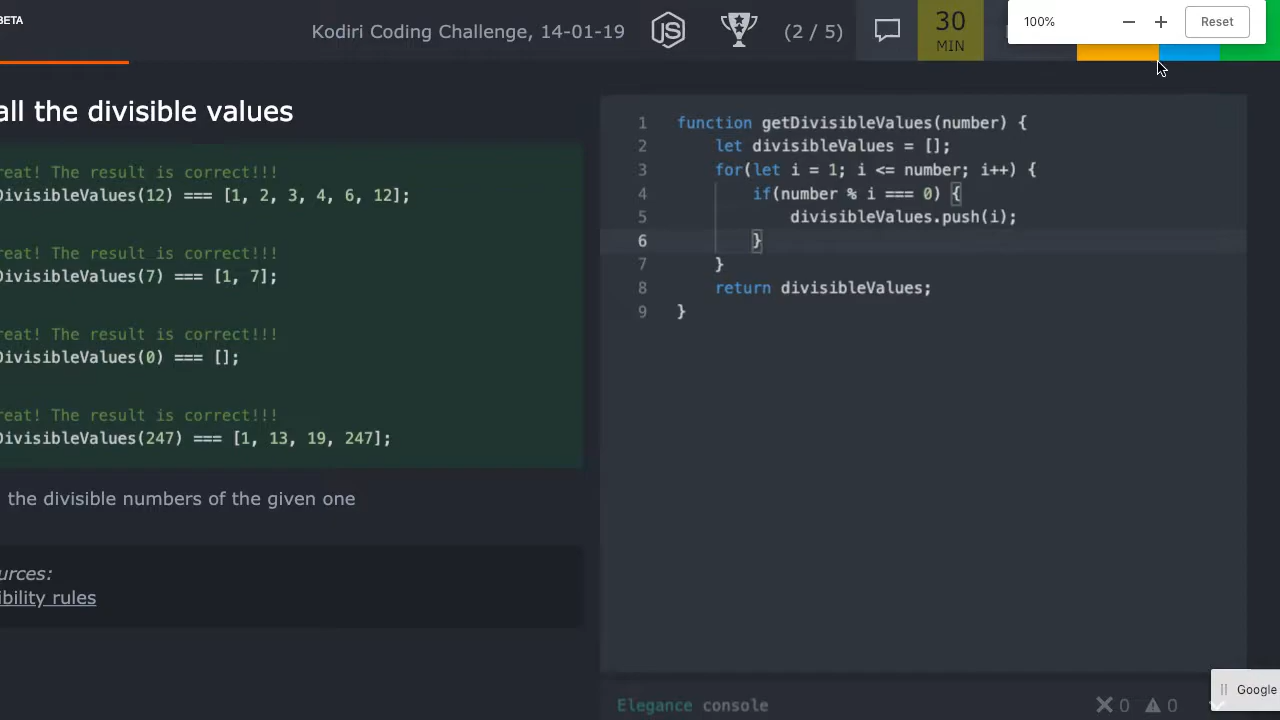 BETA
Kodiri Coding Challenge, 14-01-19
JS
(2 / 5)
30
MIN
100%
Reset
all the divisible values
reat! The result is correct!!!
DivisibleValues(12) === [1, 2, 3, 4, 6, 12];
reat! The result is correct!!!
DivisibleValues(7) === [1, 7];
reat! The result is correct!!!
DivisibleValues(0) === [];
reat! The result is correct!!!
DivisibleValues(247) === [1, 13, 19, 247];
the divisible numbers of the given one
urces:
ibility rules
1 function getDivisibleValues(number) {
2 let divisibleValues = [];
3 for(let i = 1; i <= number; i++) {
4 if(number % i === 0) {
5 divisibleValues.push(i);
6 }
7 }
8 return divisibleValues;
9 }
Elegance console
0 0
Google